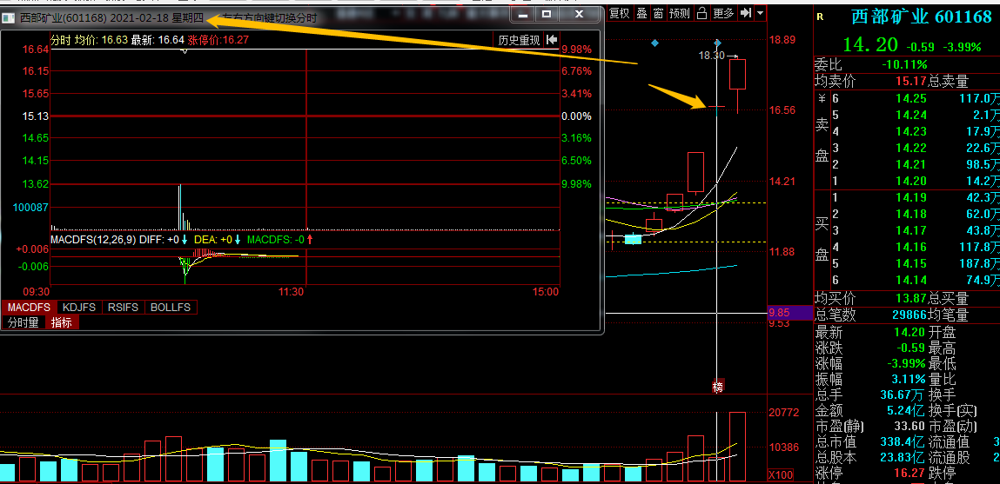 西部矿业(601168) 2021-02-18 星期四 左右方向键切换分时
复权 叠 窗 预测 更多
分时 均价: 16.63 最新: 16.64 涨停价:16.27
历史重现
16.64
16.15
15.65
15.13
14.65
14.15
13.62
100087
9.98%
6.76%
3.41%
0.00%
3.16%
6.50%
9.98%
MACDFS(12,26,9) DIFF: +0 DEA: +0 MACDFS: -0
+0.006
-0.006
09:30 11:30 15:00
MACDFS KDJFS RSIFS BOLLFS
分时量 指标
18.30
18.89
16.56
14.21
11.88
9.85
9.53
榜
20772
10386
X100
R 西部矿业 601168
14.20 -0.59 -3.99%
委比 -10.11%
均卖价 15.17 总卖量
¥ 6 14.25 117.0万
5 14.24 2.1万
卖 4 14.23 17.9万
3 14.22 22.6万
盘 2 14.21 98.5万
1 14.20 14.2万
1 14.19 42.3万
2 14.18 62.0万
买 3 14.17 43.8万
4 14.16 117.8万
盘 5 14.15 187.8万
6 14.14 74.9万
均买价 13.87 总买量
总笔数 29866 均笔量
最新 14.20 开盘
涨跌 -0.59 最高
涨幅 -3.99% 最低
振幅 3.11% 量比
总手 36.67万 换手
金额 5.24亿 换手(实)
市盈(静) 33.60 市盈(动)
总市值 338.4亿 流通值 3
总股本 23.83亿 流通股 2
涨停 16.27 跌停